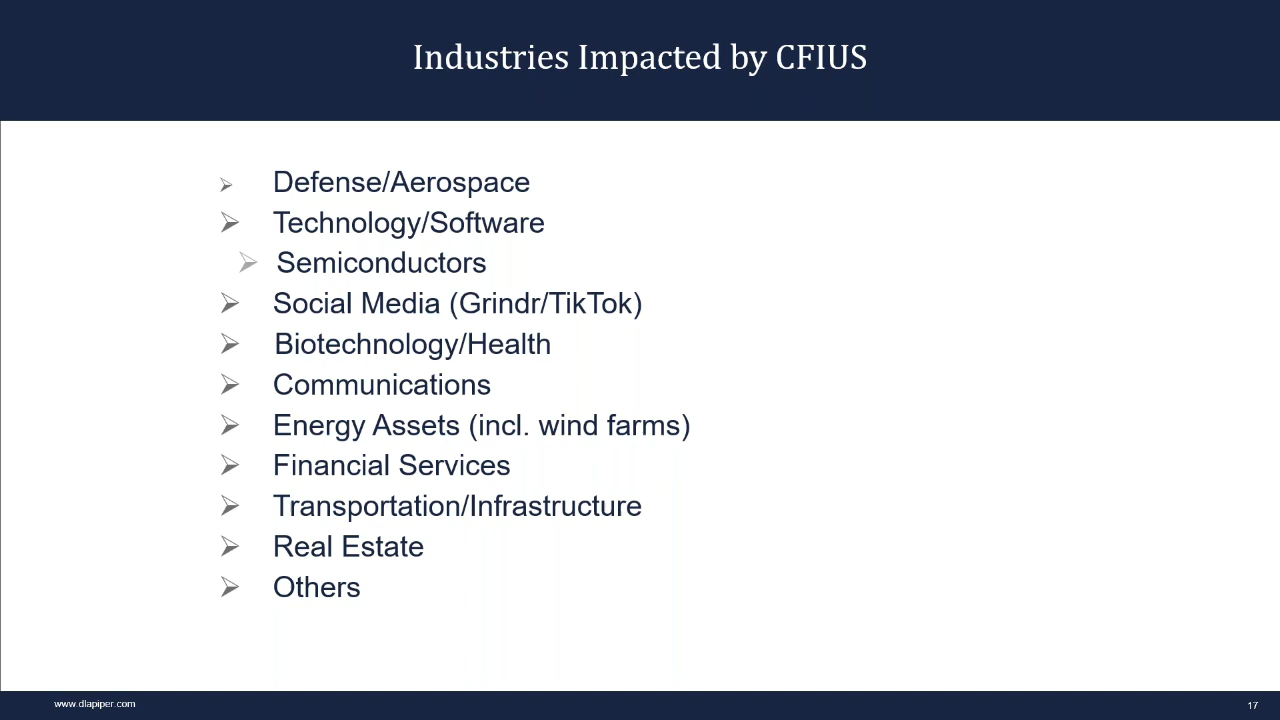 Industries Impacted by CFIUS
Defense/Aerospace
Technology/Software
Semiconductors
Social Media (Grindr/TikTok)
Biotechnology/Health
Communications
Energy Assets (incl. wind farms)
Financial Services
Transportation/Infrastructure
Real Estate
Others
www.dlapiper.com
17